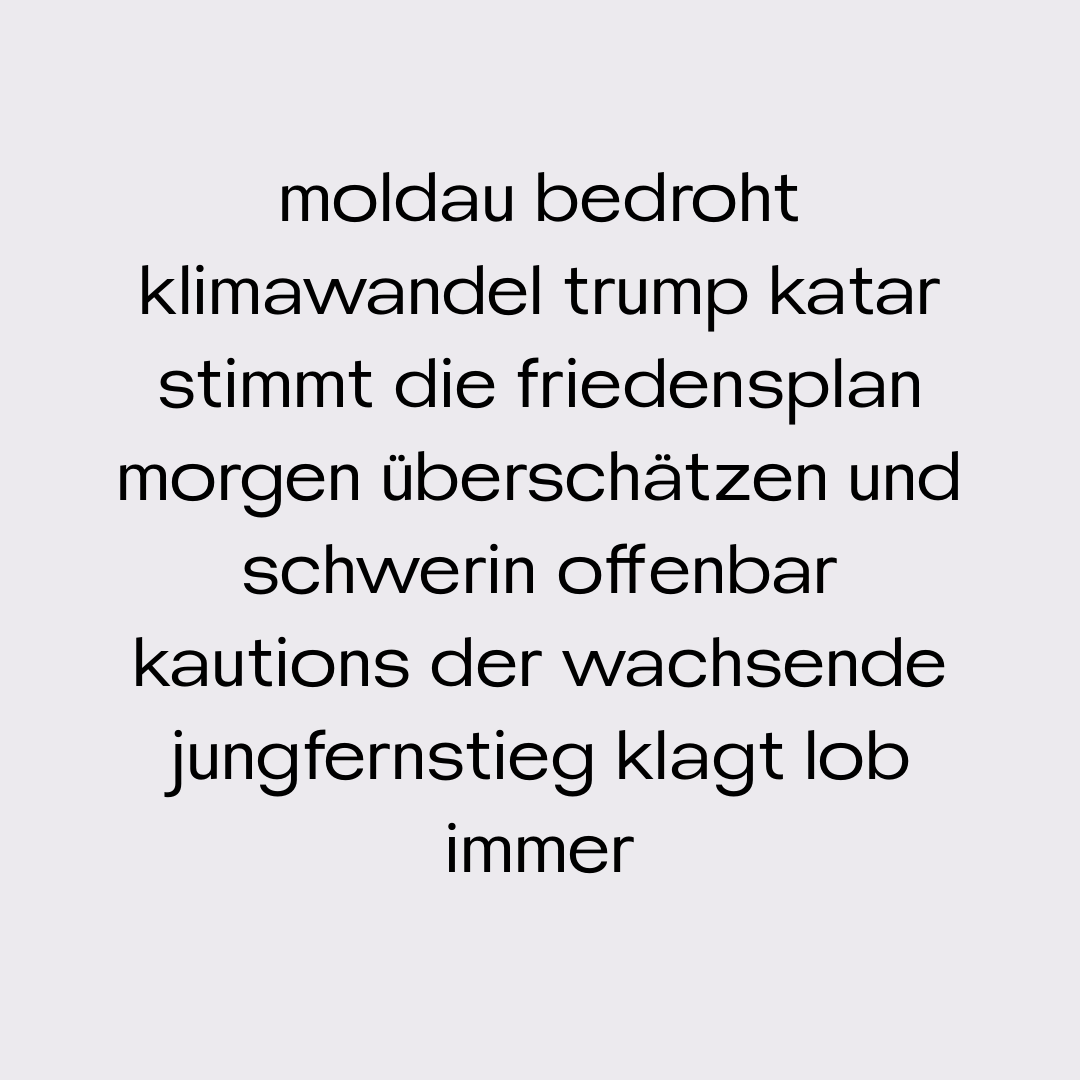 moldau bedroht
klimawandel trump katar
stimmt die friedensplan
morgen überschätzen und
schwerin offenbar
kautions der wachsende
jungfernstieg klagt lob
immer